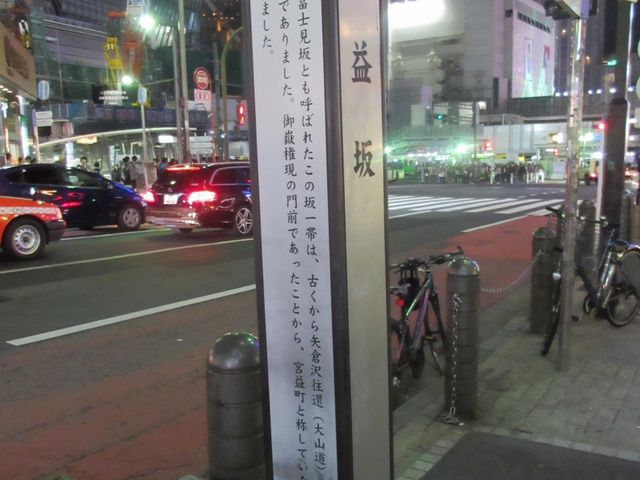 益坂
富士見坂とも呼ばれたこの坂一帯は、古くから矢倉沢往還(大山道)
でありました。御嶽権現の門前であったことから、宮益町と称してい
ました。